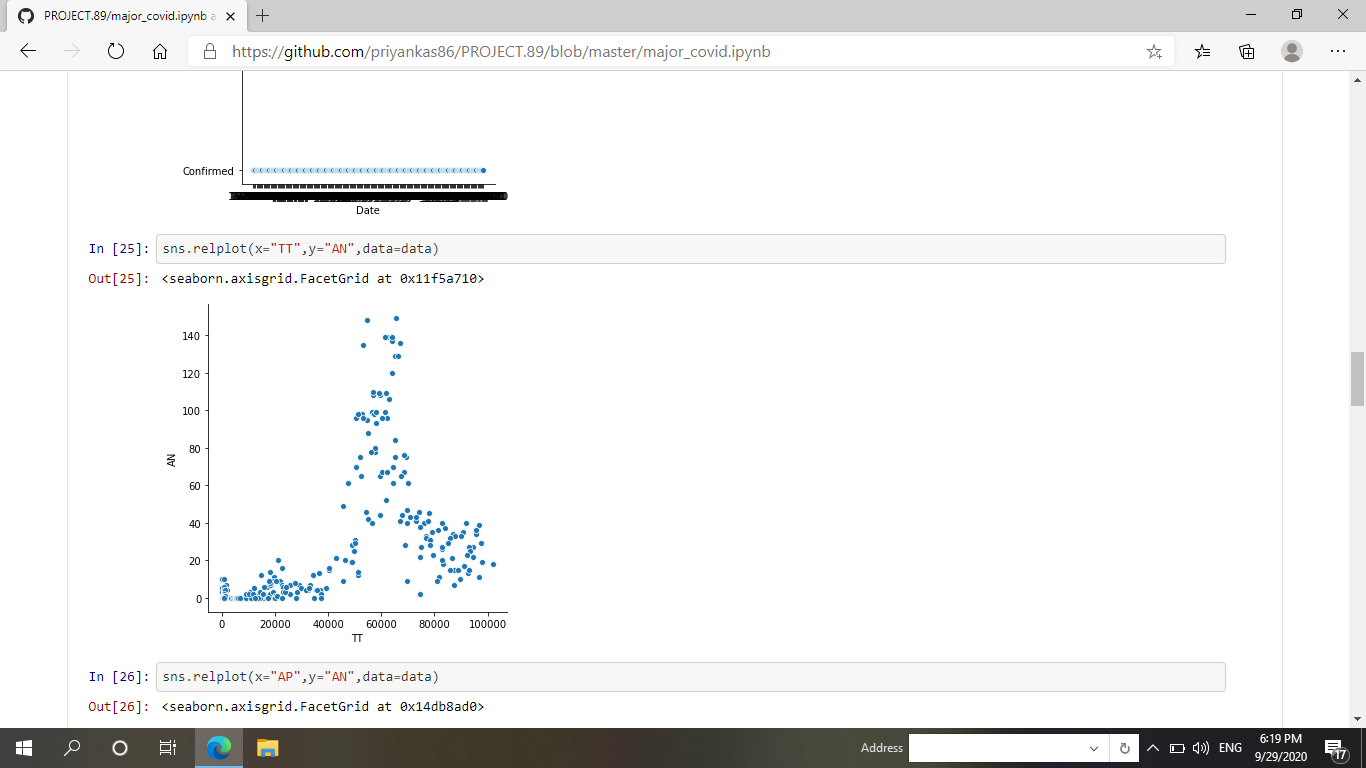 PROJECT.89/major_covid.ipynb a
https://github.com/priyankas86/PROJECT.89/blob/master/major_covid.ipynb
Confirmed
Date
In [25]: sns.relplot(x="TT",y="AN",data=data)
Out[25]: <seaborn.axisgrid.FacetGrid at 0x11f5a710>
140
120
100
80
AN
60
40
20
0
0 20000 40000 60000 80000 100000
TT
In [26]: sns.relplot(x="AP",y="AN",data=data)
Out[26]: <seaborn.axisgrid.FacetGrid at 0x14db8ad0>
Address
ENG
6:19 PM
9/29/2020
17